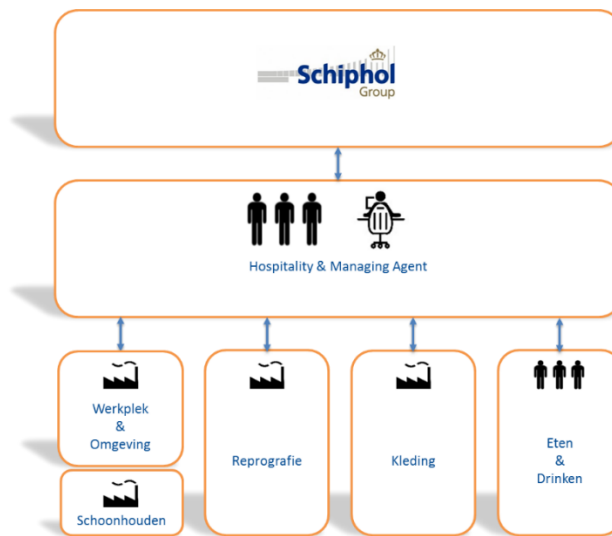 Schiphol
Group
Hospitality & Managing Agent
Werkplek
&
Omgeving
Schoonhouden
Reprografie
Kleding
Eten
&
Drinken